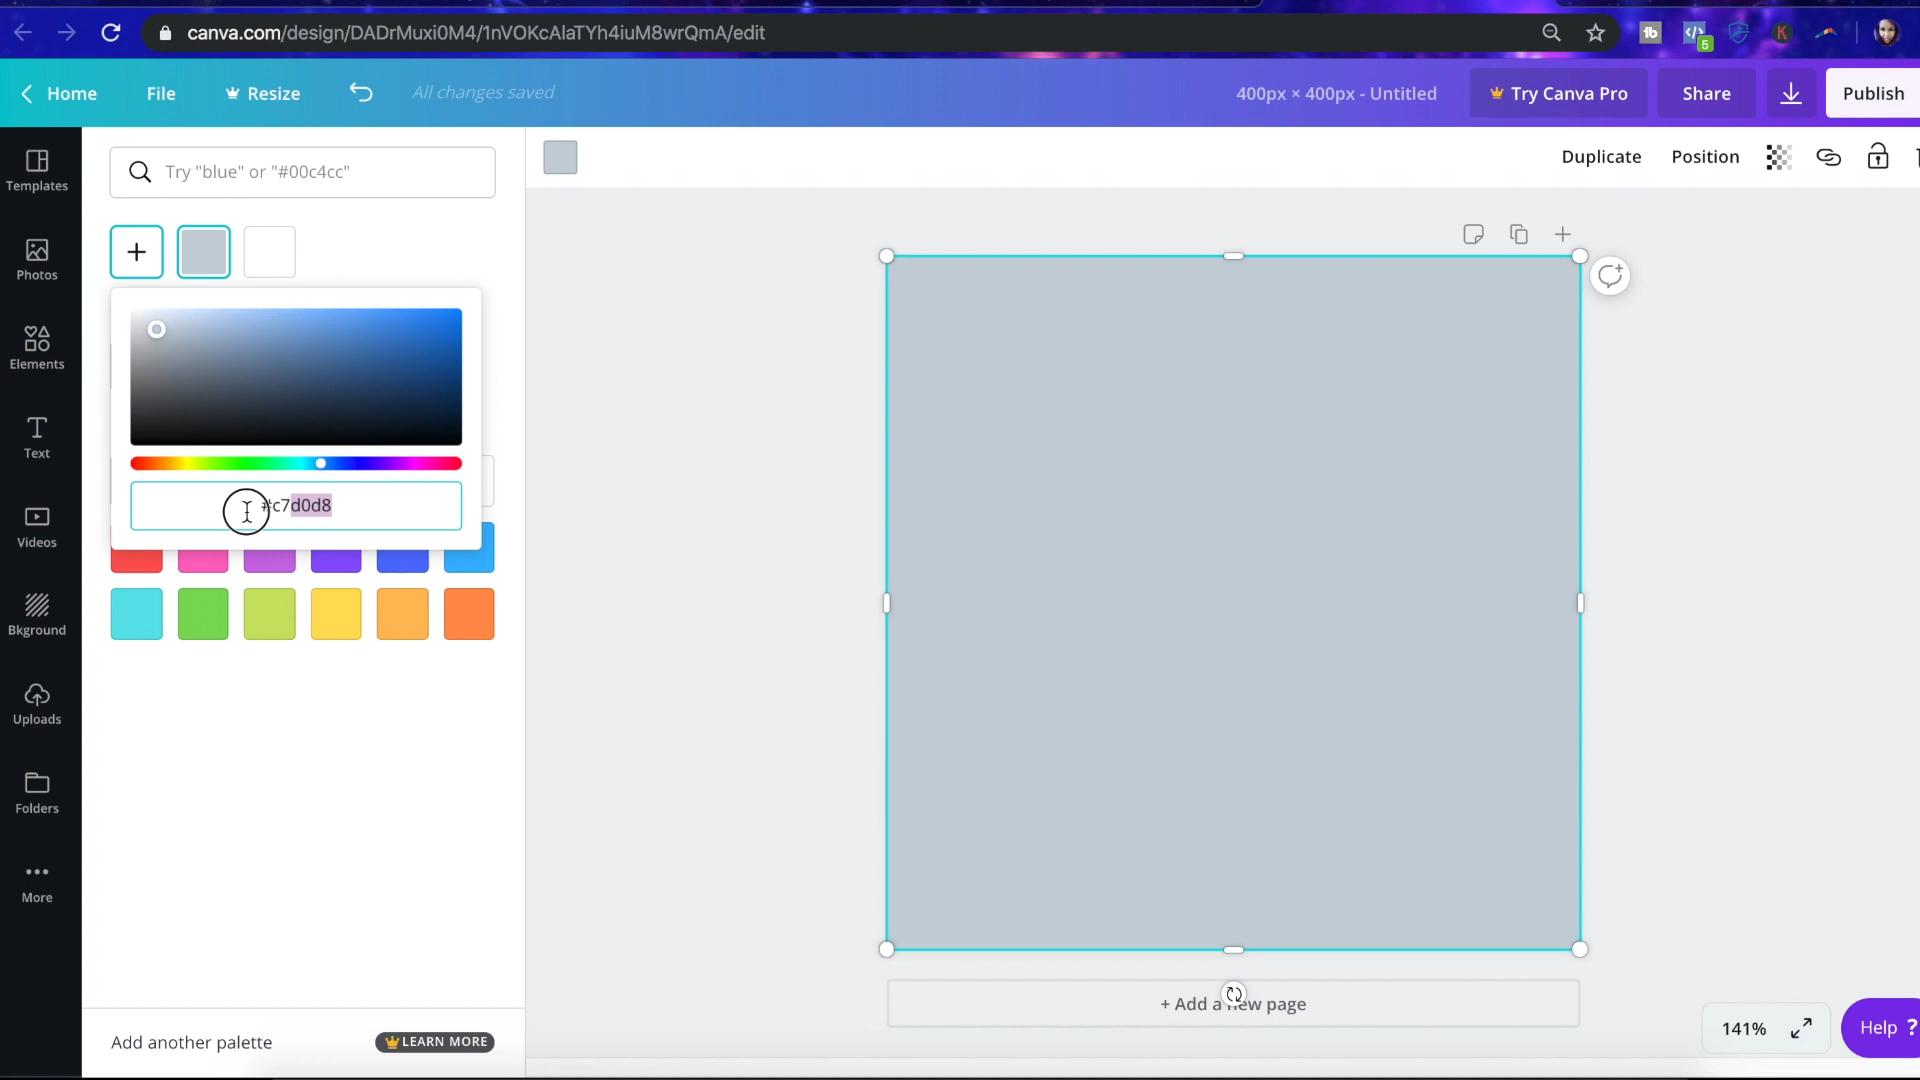 canva.com/design/DADrMuxi0M4/1nVOKcAlaTYh4iuM8wrQmA/edit
tb
5
K
Home
File
Resize
All changes saved
400px × 400px - Untitled
Try Canva Pro
Share
Publish
Templates
Photos
Elements
Text
Videos
Bkground
Uploads
Folders
More
Try "blue" or "#00c4cc"
Duplicate
Position
#c7d0d8
+ Add a new page
Add another palette
LEARN MORE
141%
Help ?